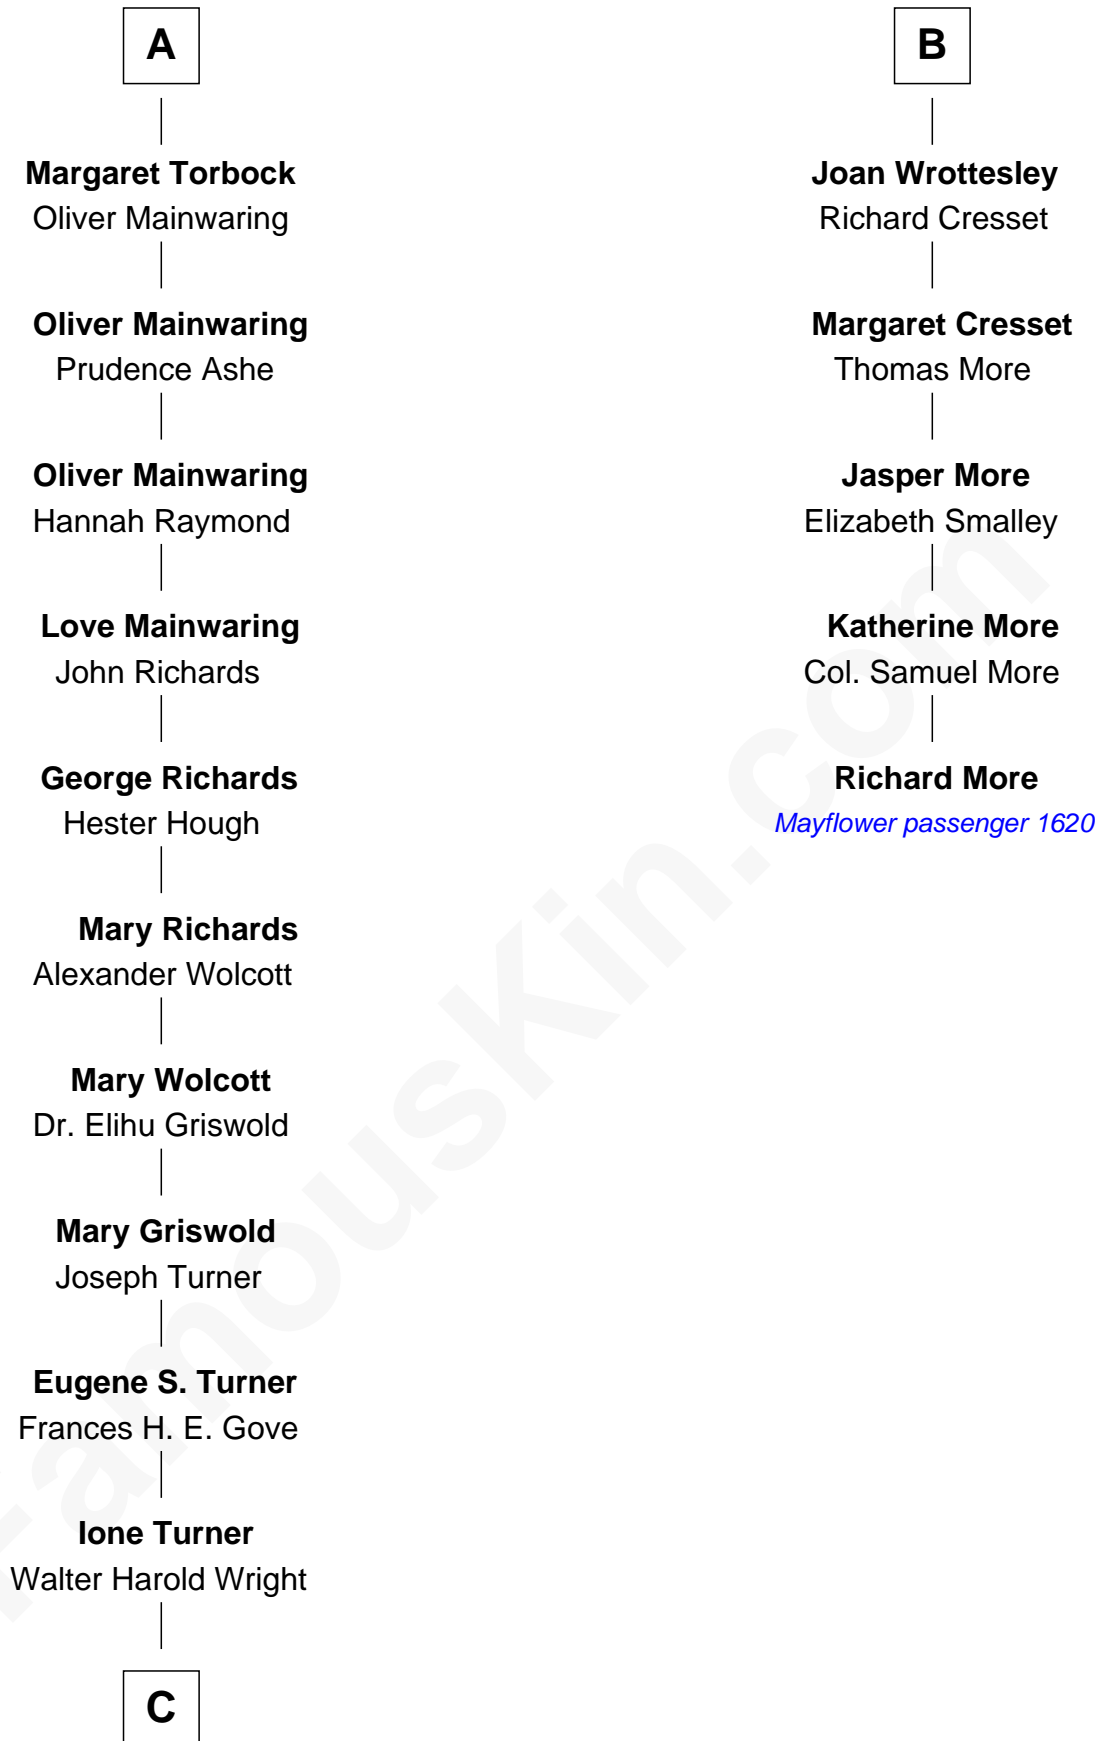 A
Margaret Torbock
Oliver Mainwaring
Oliver Mainwaring
Prudence Ashe
Oliver Mainwaring
Hannah Raymond
Love Mainwaring
John Richards
George Richards
Hester Hough
Mary Richards
Alexander Wolcott
Mary Wolcott
Dr. Elihu Griswold
Mary Griswold
Joseph Turner
Eugene S. Turner
Frances H. E. Gove
Ione Turner
Walter Harold Wright
C
B
Joan Wrottesley
Richard Cresset
Margaret Cresset
Thomas More
Jasper More
Elizabeth Smalley
Katherine More
Col. Samuel More
Richard More
Mayflower passenger 1620
FamousKin.com